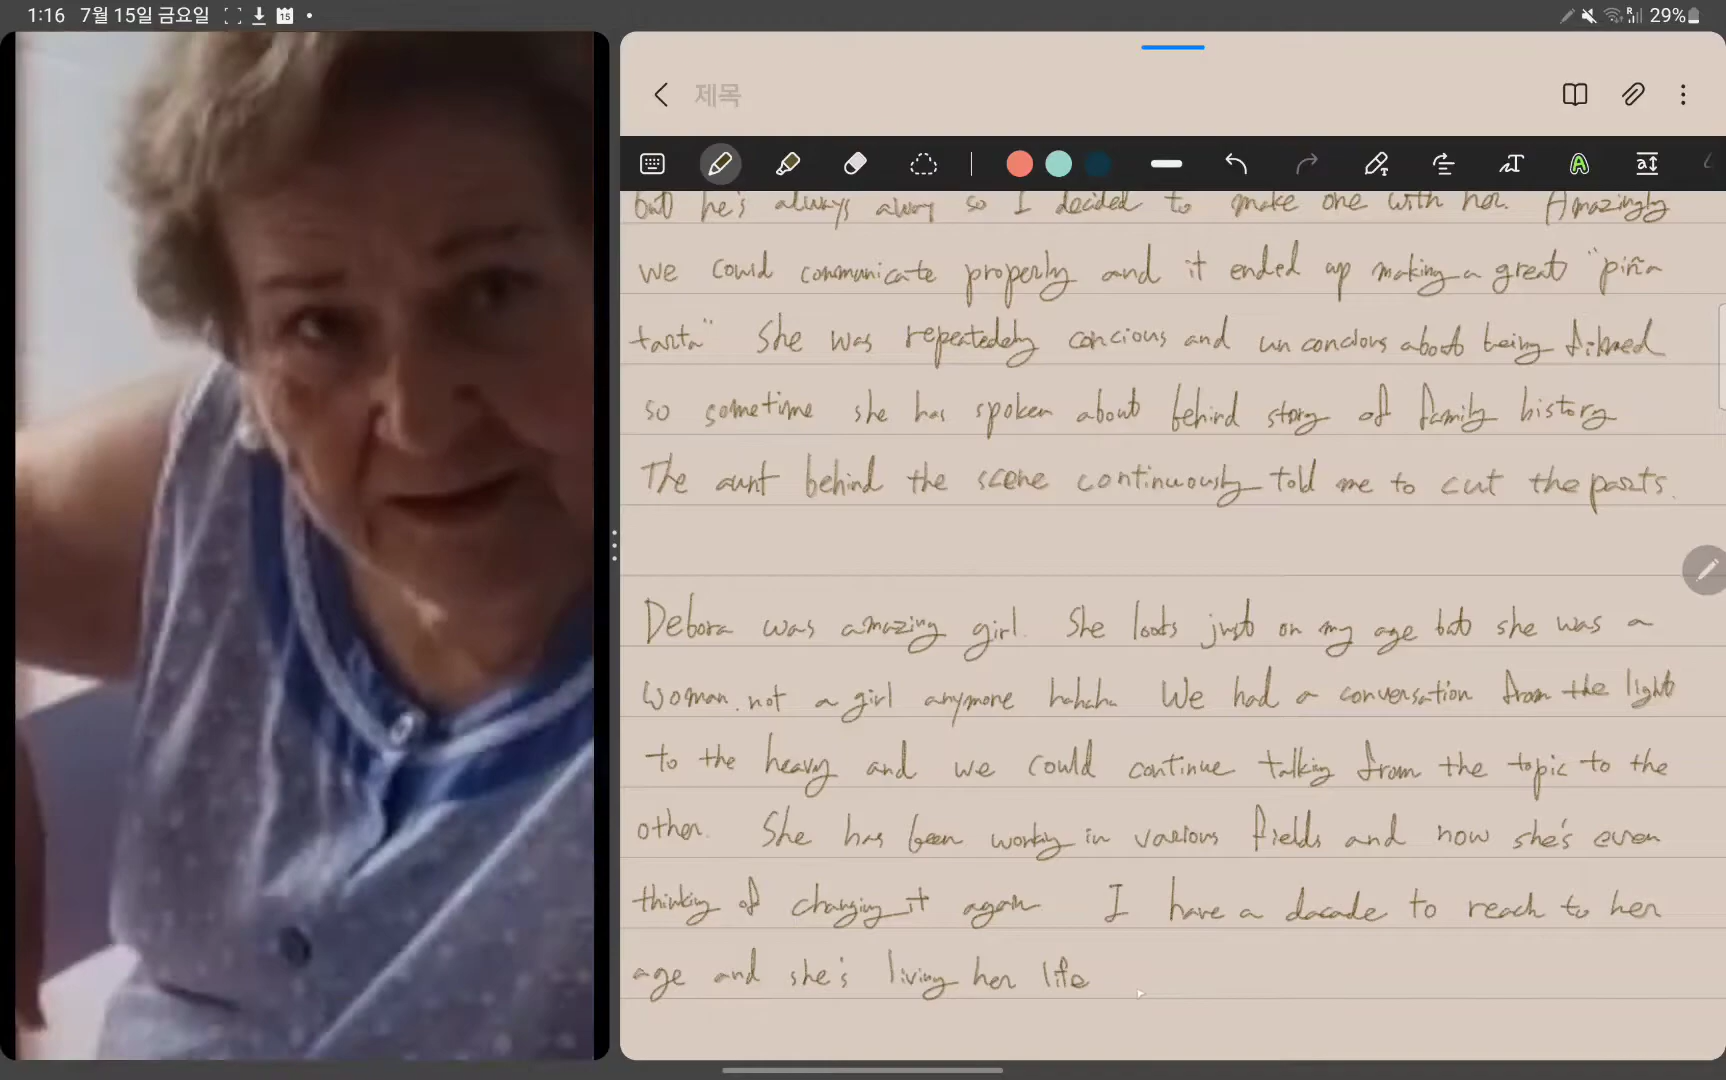 1:16 7월 15일 금요일 15 29%
제목
but he's always away so I decided to make one with her. Amazingly
we could communicate properly and it ended up making a great "piña
tarta" She was repeatedely concious and unconcious about being filmed
so sometime she has spoken about behind story of family history
The aunt behind the scene continuously told me to cut the parts.
Debora was amazing girl. She looks just on my age but she was a
woman. not a girl anymore hahaha We had a conversation from the light
to the heavy and we could continue talking from the topic to the
other. She has been working in various fields and now she's even
thinking of changing it again I have a dacade to reach to her
age and she's living her life